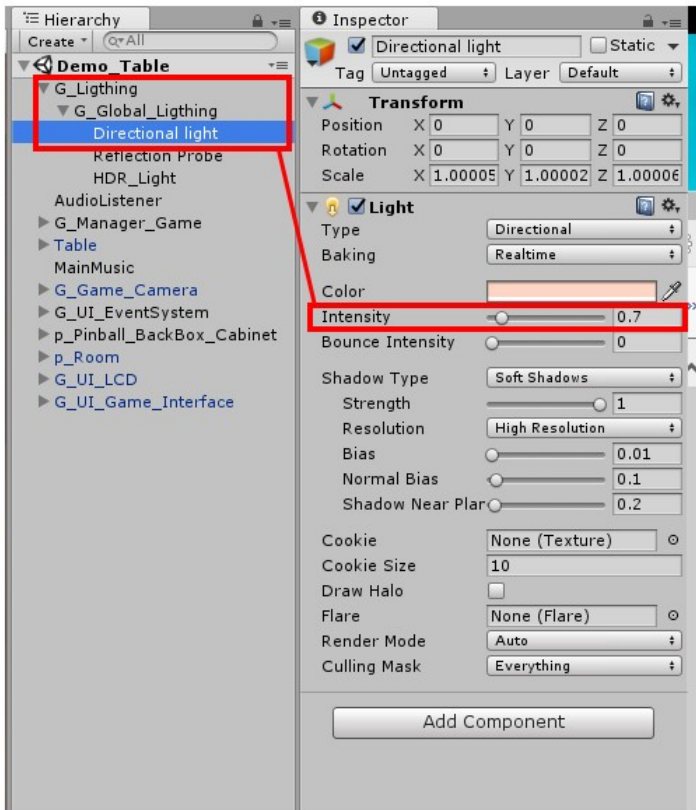 Hierarchy
Create All
Demo_Table
G_Ligthing
G_Global_Ligthing
Directional light
Reflection Probe
HDR_Light
AudioListener
G_Manager_Game
Table
MainMusic
G_Game_Camera
G_UI_EventSystem
p_Pinball_BackBox_Cabinet
p_Room
G_UI_LCD
G_UI_Game_Interface
Inspector
Directional light Static
Tag Untagged Layer Default
Transform
Position X 0 Y 0 Z 0
Rotation X 0 Y 0 Z 0
Scale X 1.00005 Y 1.00002 Z 1.00006
Light
Type Directional
Baking Realtime
Color
Intensity 0.7
Bounce Intensity 0
Shadow Type Soft Shadows
Strength 1
Resolution High Resolution
Bias 0.01
Normal Bias 0.1
Shadow Near Plar 0.2
Cookie None (Texture)
Cookie Size 10
Draw Halo
Flare None (Flare)
Render Mode Auto
Culling Mask Everything
Add Component